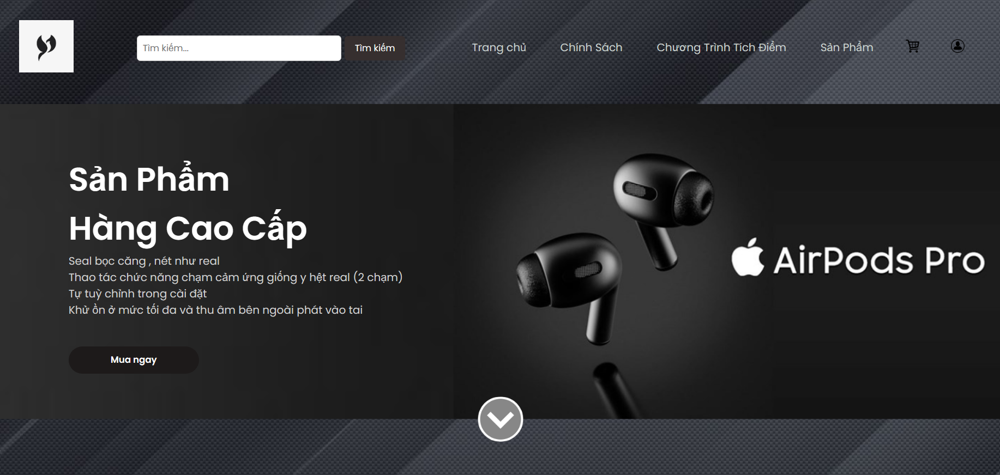 Tìm kiếm...
Tìm kiếm
Trang chủ
Chính Sách
Chương Trình Tích Điểm
Sản Phẩm
Sản Phẩm
Hàng Cao Cấp
Seal bọc căng , nét như real
Thao tác chức năng chạm cảm ứng giống y hệt real (2 chạm)
Tự tuỳ chỉnh trong cài đặt
Khử ồn ở mức tối đa và thu âm bên ngoài phát vào tai
Mua ngay
AirPods Pro